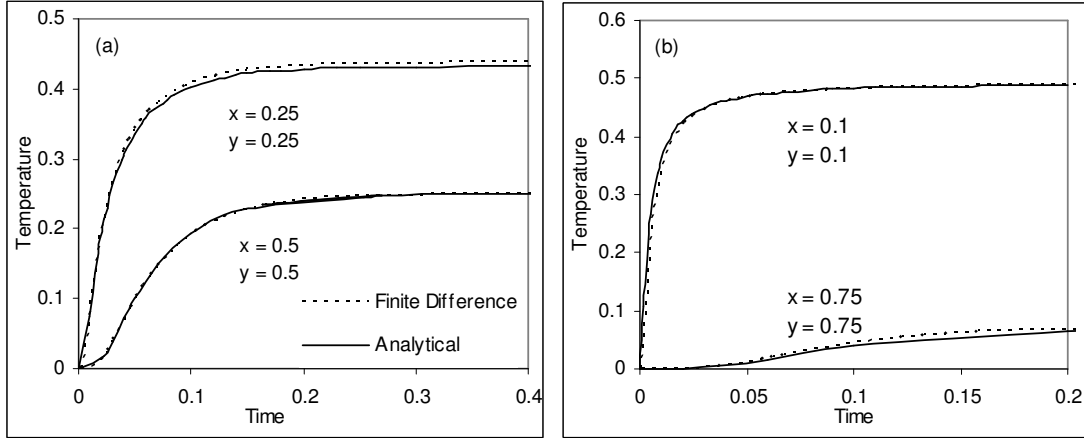 (a)
0.5
0.4
0.3
0.2
0.1
0
Temperature
x = 0.25
y = 0.25
x = 0.5
y = 0.5
Finite Difference
Analytical
0 0.1 0.2 0.3 0.4
Time
(b)
0.6
0.5
0.4
0.3
0.2
0.1
0
Temperature
x = 0.1
y = 0.1
x = 0.75
y = 0.75
0 0.05 0.1 0.15 0.2
Time